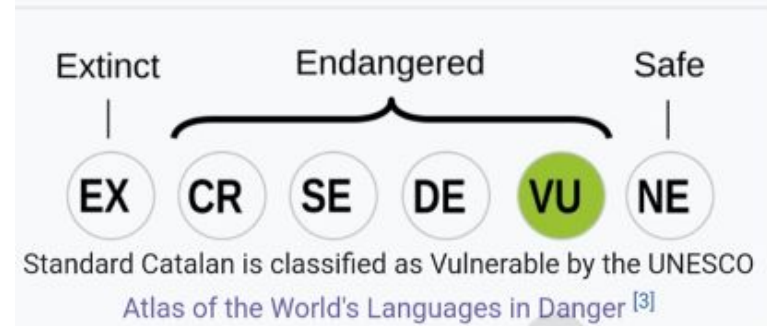 Extinct Endangered Safe
EX CR SE DE VU NE
Standard Catalan is classified as Vulnerable by the UNESCO
Atlas of the World's Languages in Danger [3]